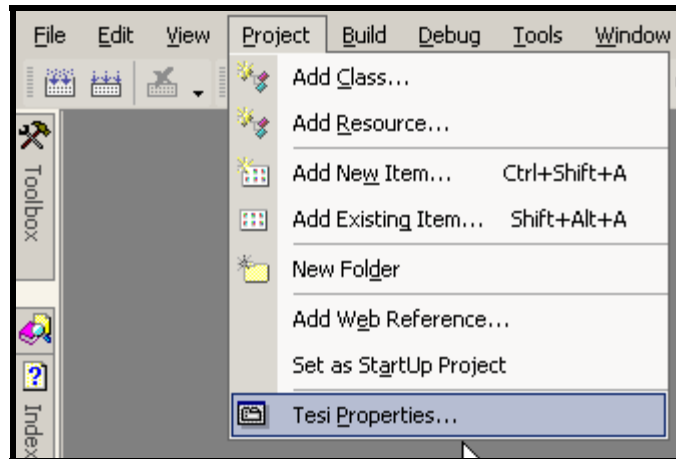 File Edit View Project Build Debug Tools Window
Add Class...
Add Resource...
Add New Item... Ctrl+Shift+A
Add Existing Item... Shift+Alt+A
New Folder
Add Web Reference...
Set as StartUp Project
Tesi Properties...
Toolbox
Index